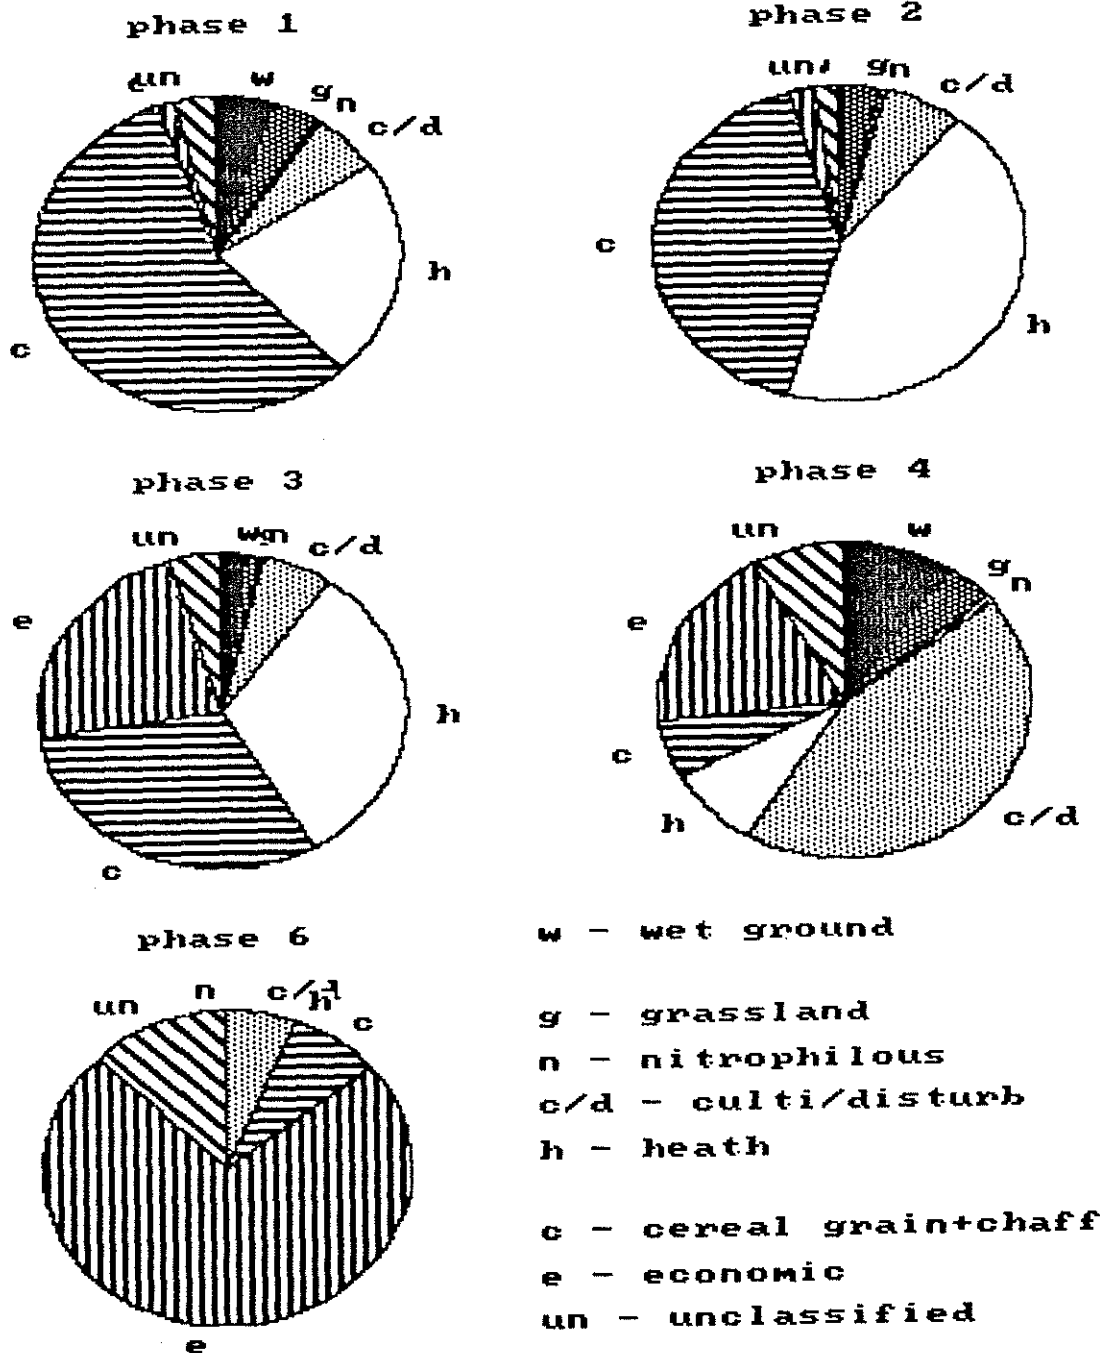 phase 1
un w g n c/d
h
c
phase 2
un gn c/d
c
h
phase 3
un w gn c/d
e
h
c
phase 4
un w g n
e
c
h
c/d
phase 6
un n c/d h c
e
w - wet ground
g - grassland
n - nitrophilous
c/d - culti/disturb
h - heath
c - cereal grain+chaff
e - economic
un - unclassified